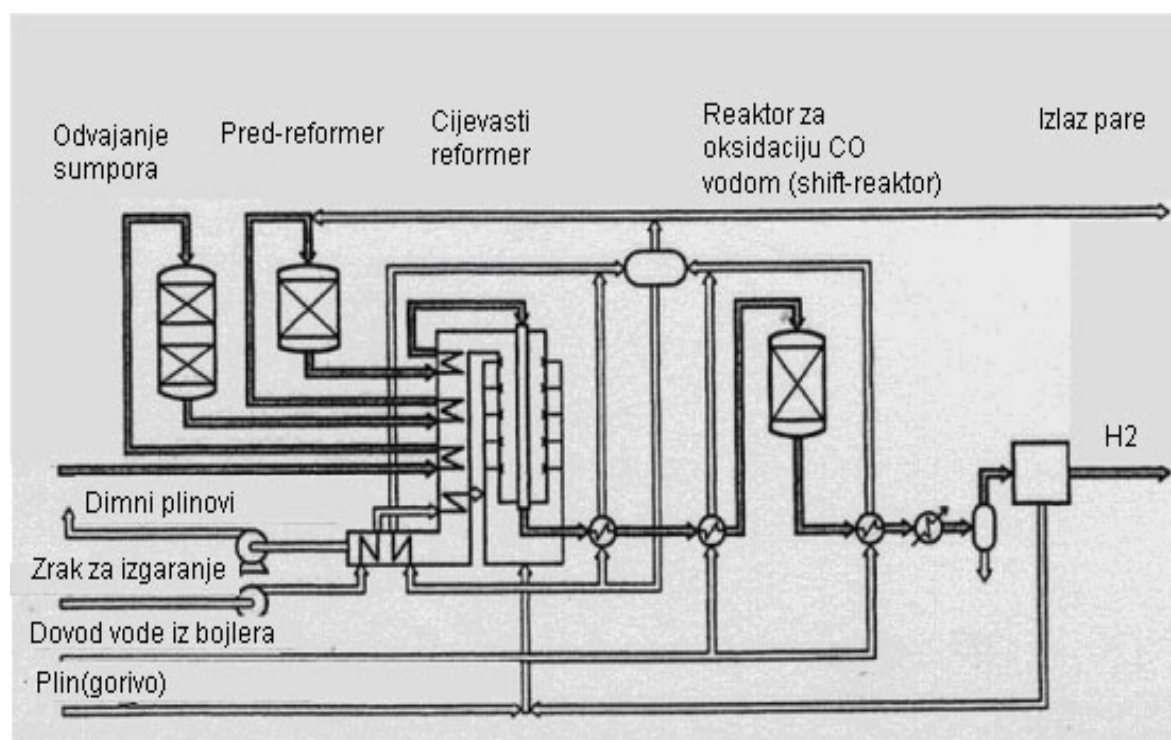 Odvajanje
sumpora
Pred-reformer
Cijevasti
reformer
Reaktor za
oksidaciju CO
vodom (shift-reaktor)
Izlaz pare
H2
Dimni plinovi
Zrak za izgaranje
Dovod vode iz bojlera
Plin(gorivo)